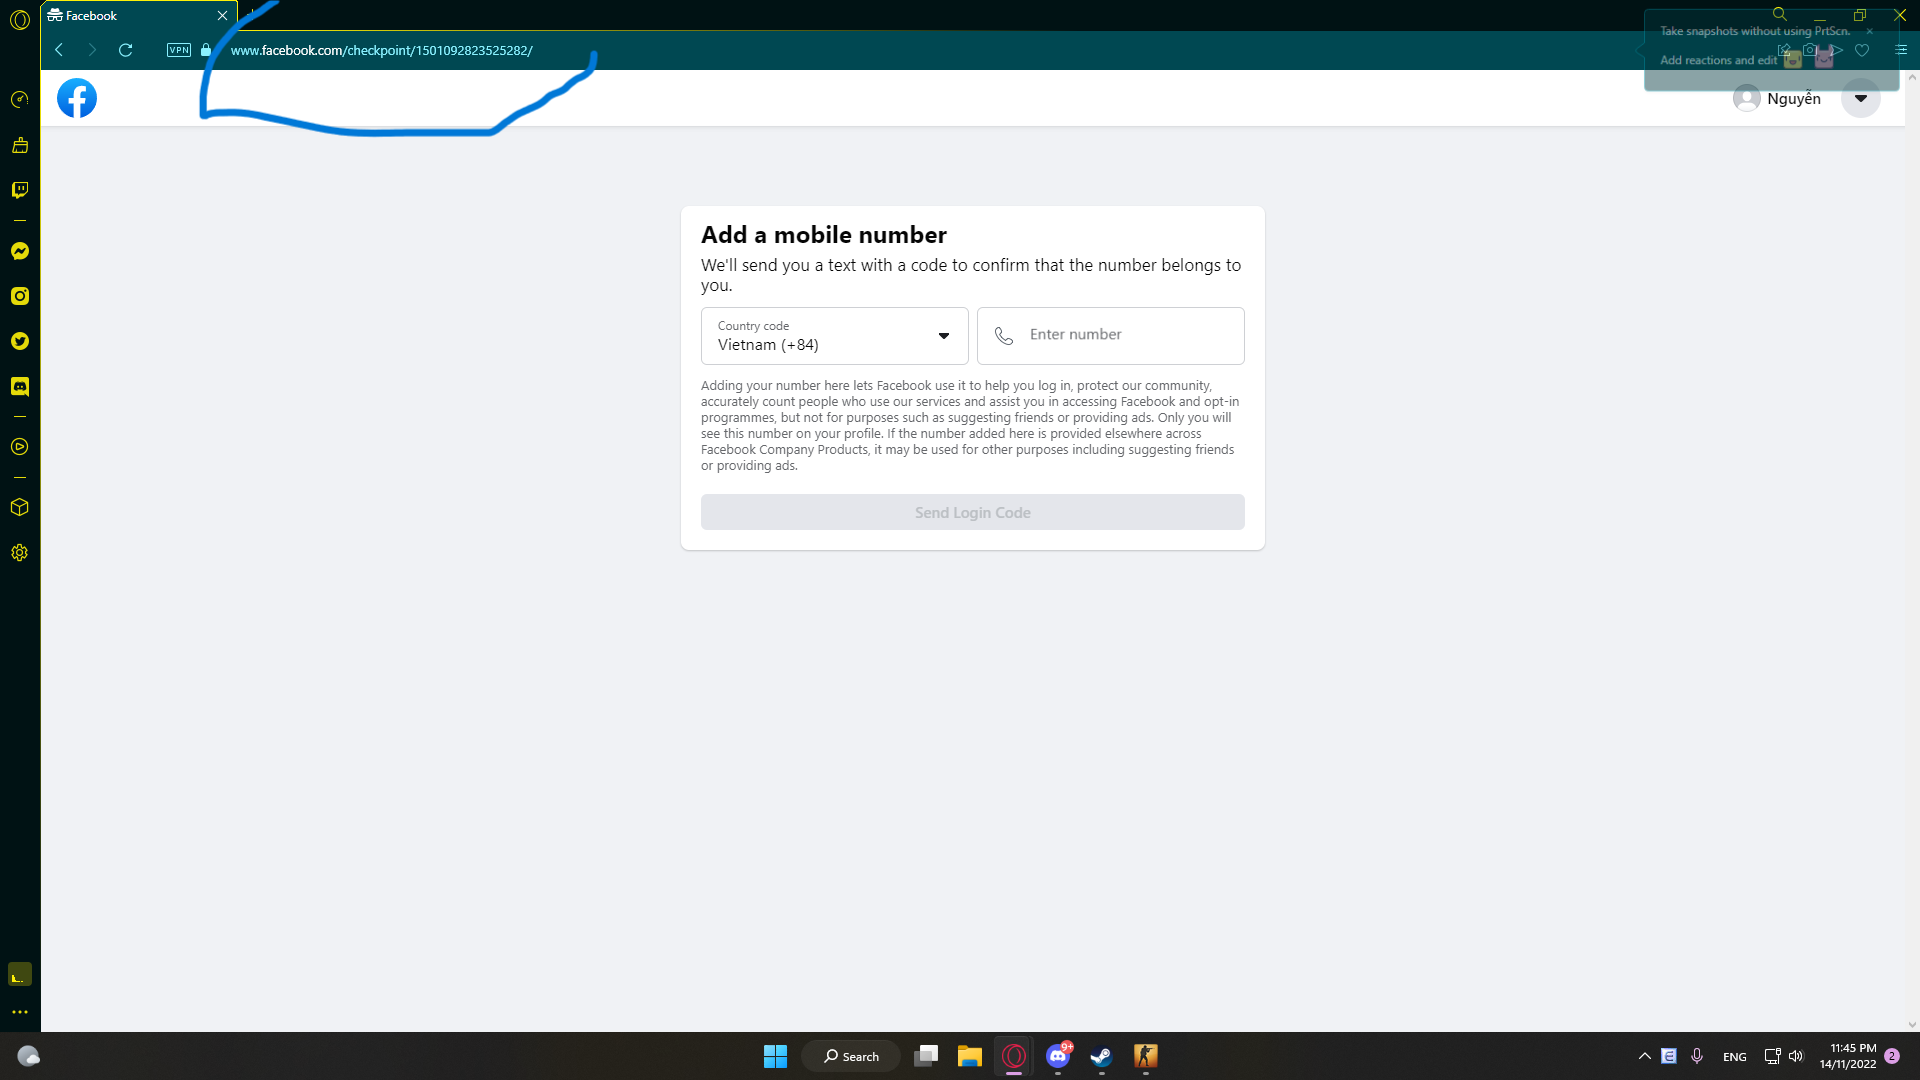 Facebook
VPN
www.facebook.com/checkpoint/1501092823525282/
Take snapshots without using PrtScn.
Add reactions and edit
Nguyễn
Add a mobile number
We'll send you a text with a code to confirm that the number belongs to
you.
Country code
Vietnam (+84)
Enter number
Adding your number here lets Facebook use it to help you log in, protect our community,
accurately count people who use our services and assist you in accessing Facebook and opt-in
programmes, but not for purposes such as suggesting friends or providing ads. Only you will
see this number on your profile. If the number added here is provided elsewhere across
Facebook Company Products, it may be used for other purposes including suggesting friends
or providing ads.
Send Login Code
Search
9+
ENG
11:45 PM
14/11/2022
2